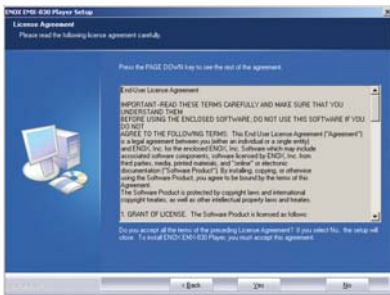 ENOX EMX-830 Player Setup
License Agreement
Please read the following license agreement carefully.
Press the PAGE DOWN key to see the rest of the agreement.
End-User License Agreement
IMPORTANT-READ THESE TERMS CAREFULLY AND MAKE SURE THAT YOU
UNDERSTAND THEM
BEFORE USING THE ENCLOSED SOFTWARE; DO NOT USE THIS SOFTWARE IF YOU
DO NOT
AGREE TO THE FOLLOWING TERMS: This End User License Agreement ("Agreement")
is a legal agreement between you (either an individual or a single entity)
and ENOX, Inc. for the enclosed ENOX, Inc. Software which may include
associated software components, software licensed by ENOX, Inc. from
third parties, media, printed materials, and "online" or electronic
documentation ("Software Product"). By installing, copying, or otherwise
using the Software Product, you agree to be bound by the terms of this
Agreement.
The Software Product is protected by copyright laws and international
copyright treaties, as well as other intellectual property laws and treaties.
1. GRANT OF LICENSE. The Software Product is licensed as follows:
Do you accept all the terms of the preceding License Agreement? If you select No, the setup will
close. To install ENOX EMX-830 Player, you must accept this agreement.
< Back Yes No